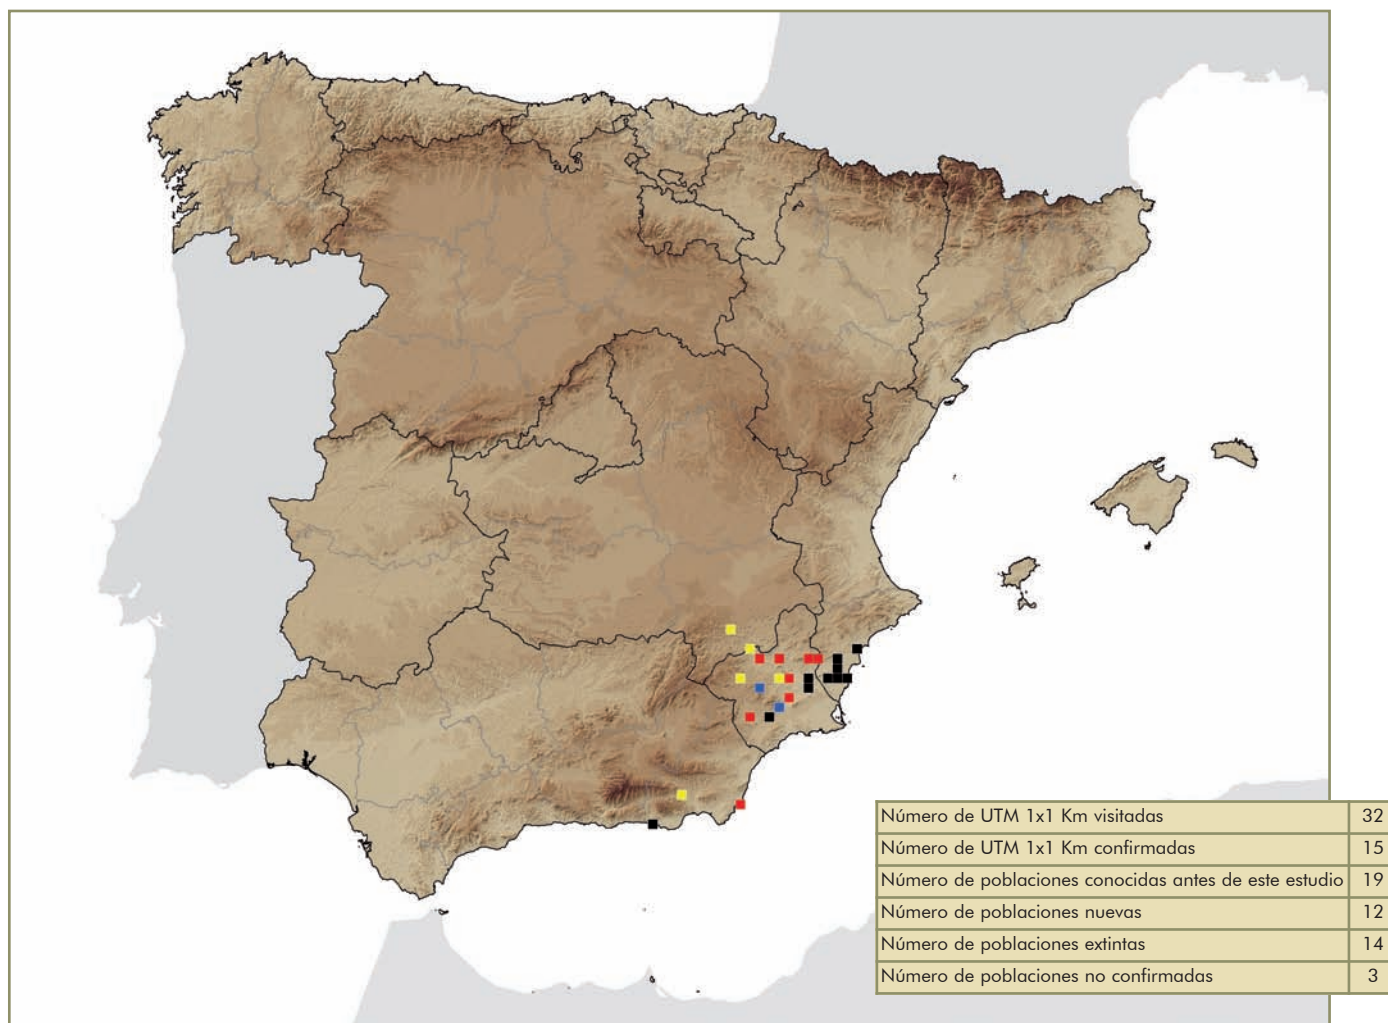 Número de UTM 1x1 Km visitadas 32
Número de UTM 1x1 Km confirmadas 15
Número de poblaciones conocidas antes de este estudio 19
Número de poblaciones nuevas 12
Número de poblaciones extintas 14
Número de poblaciones no confirmadas 3